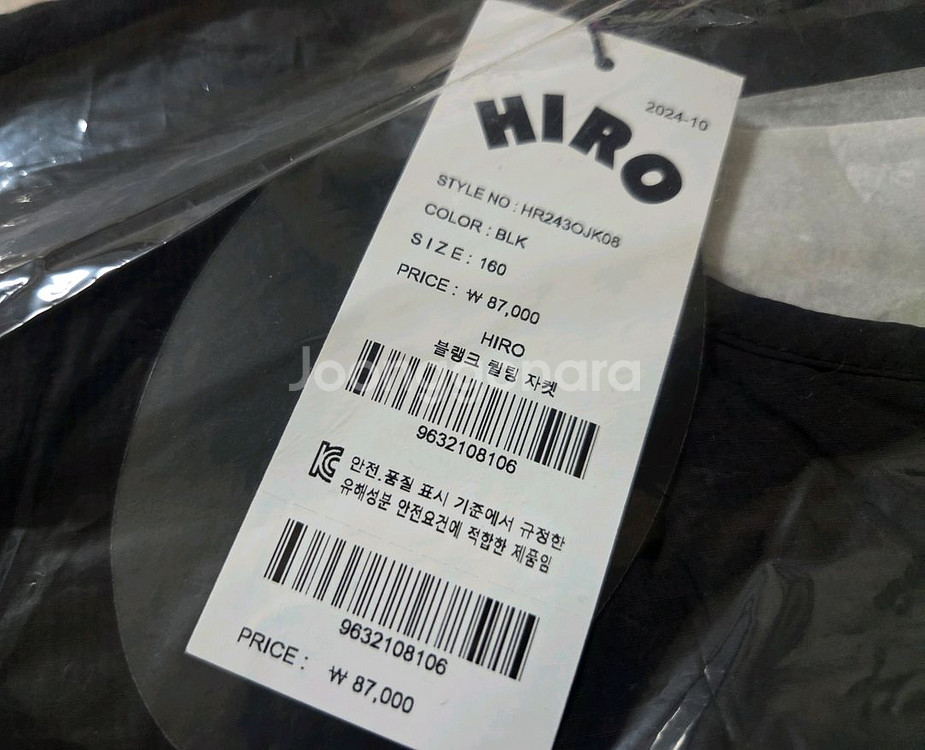 2024-10
HIRO
STYLE NO : HR243OJK08
COLOR : BLK
SIZE : 160
PRICE : ₩ 87,000
HIRO
블랭크 퀼팅 자켓
Joonggonara
9632108106
안전.품질 표시 기준에서 규정한
유해성분 안전요건에 적합한 제품임
9632108106
PRICE : ₩ 87,000